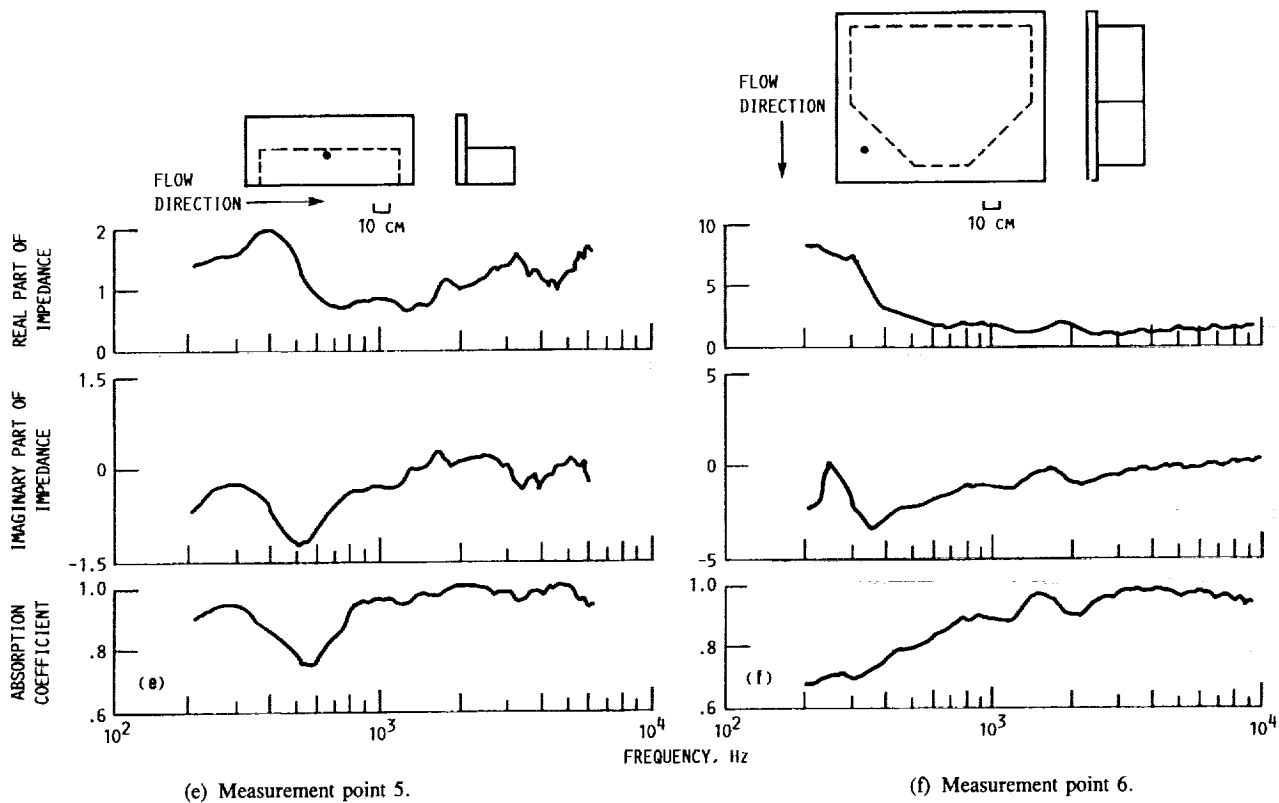 FLOW
DIRECTION
10 CM
FLOW
DIRECTION
10 CM
REAL PART OF
IMPEDANCE
2
1
0
10
5
0
IMAGINARY PART OF
IMPEDANCE
1.5
0
-1.5
5
0
-5
ABSORPTION
COEFFICIENT
1.0
.8
.6
(e)
10²
10³
10⁴
1.0
.8
.6
(f)
10²
10³
10⁴
FREQUENCY, Hz
(e) Measurement point 5.
(f) Measurement point 6.